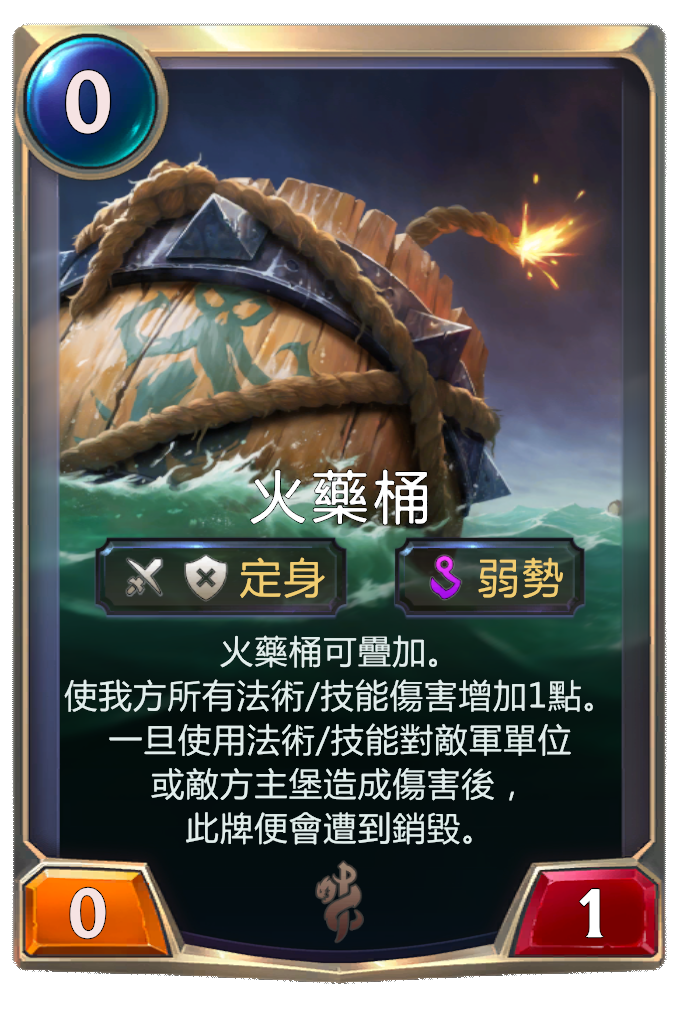 0
火藥桶
定身
弱勢
火藥桶可疊加。
使我方所有法術/技能傷害增加1點。
一旦使用法術/技能對敵軍單位
或敵方主堡造成傷害後，
此牌便會遭到銷毀。
0
1